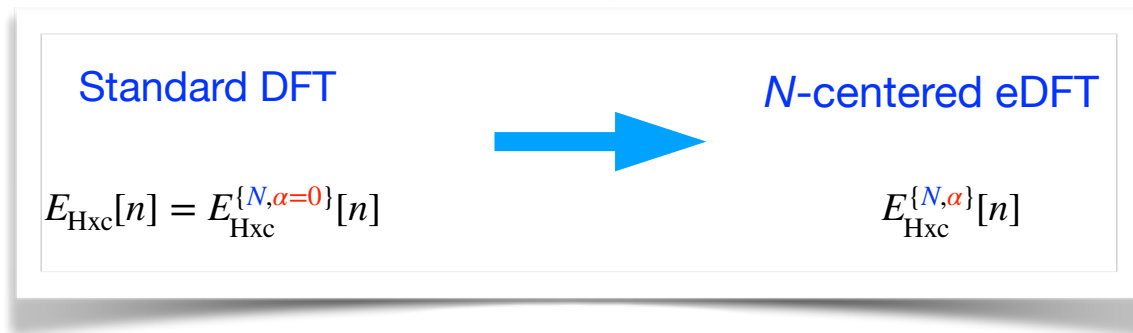 Standard DFT
N-centered eDFT
E_Hxc[n] = E_Hxc^{N,α=0}[n]
E_Hxc^{N,α}[n]